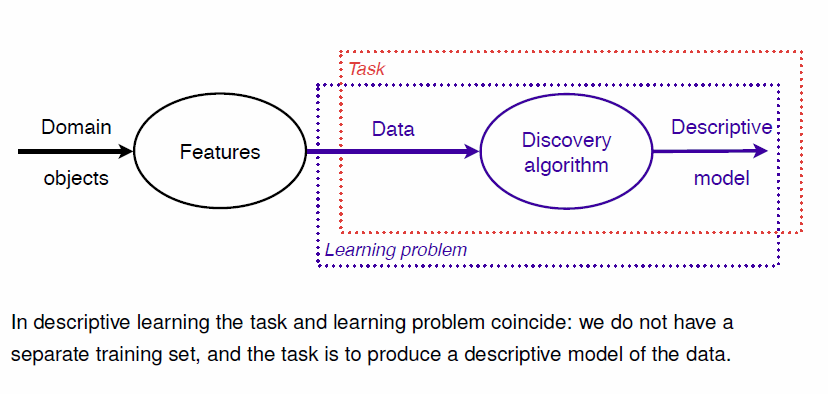 Task
Domain
objects
Features
Data
Discovery
algorithm
Descriptive
model
Learning problem
In descriptive learning the task and learning problem coincide: we do not have a
separate training set, and the task is to produce a descriptive model of the data.